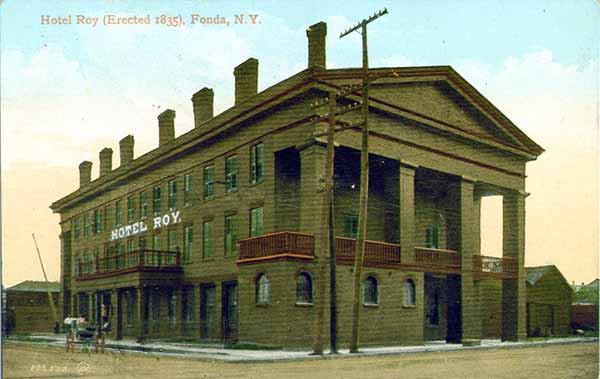 Hotel Roy (Erected 1835), Fonda, N.Y.
HOTEL ROY.